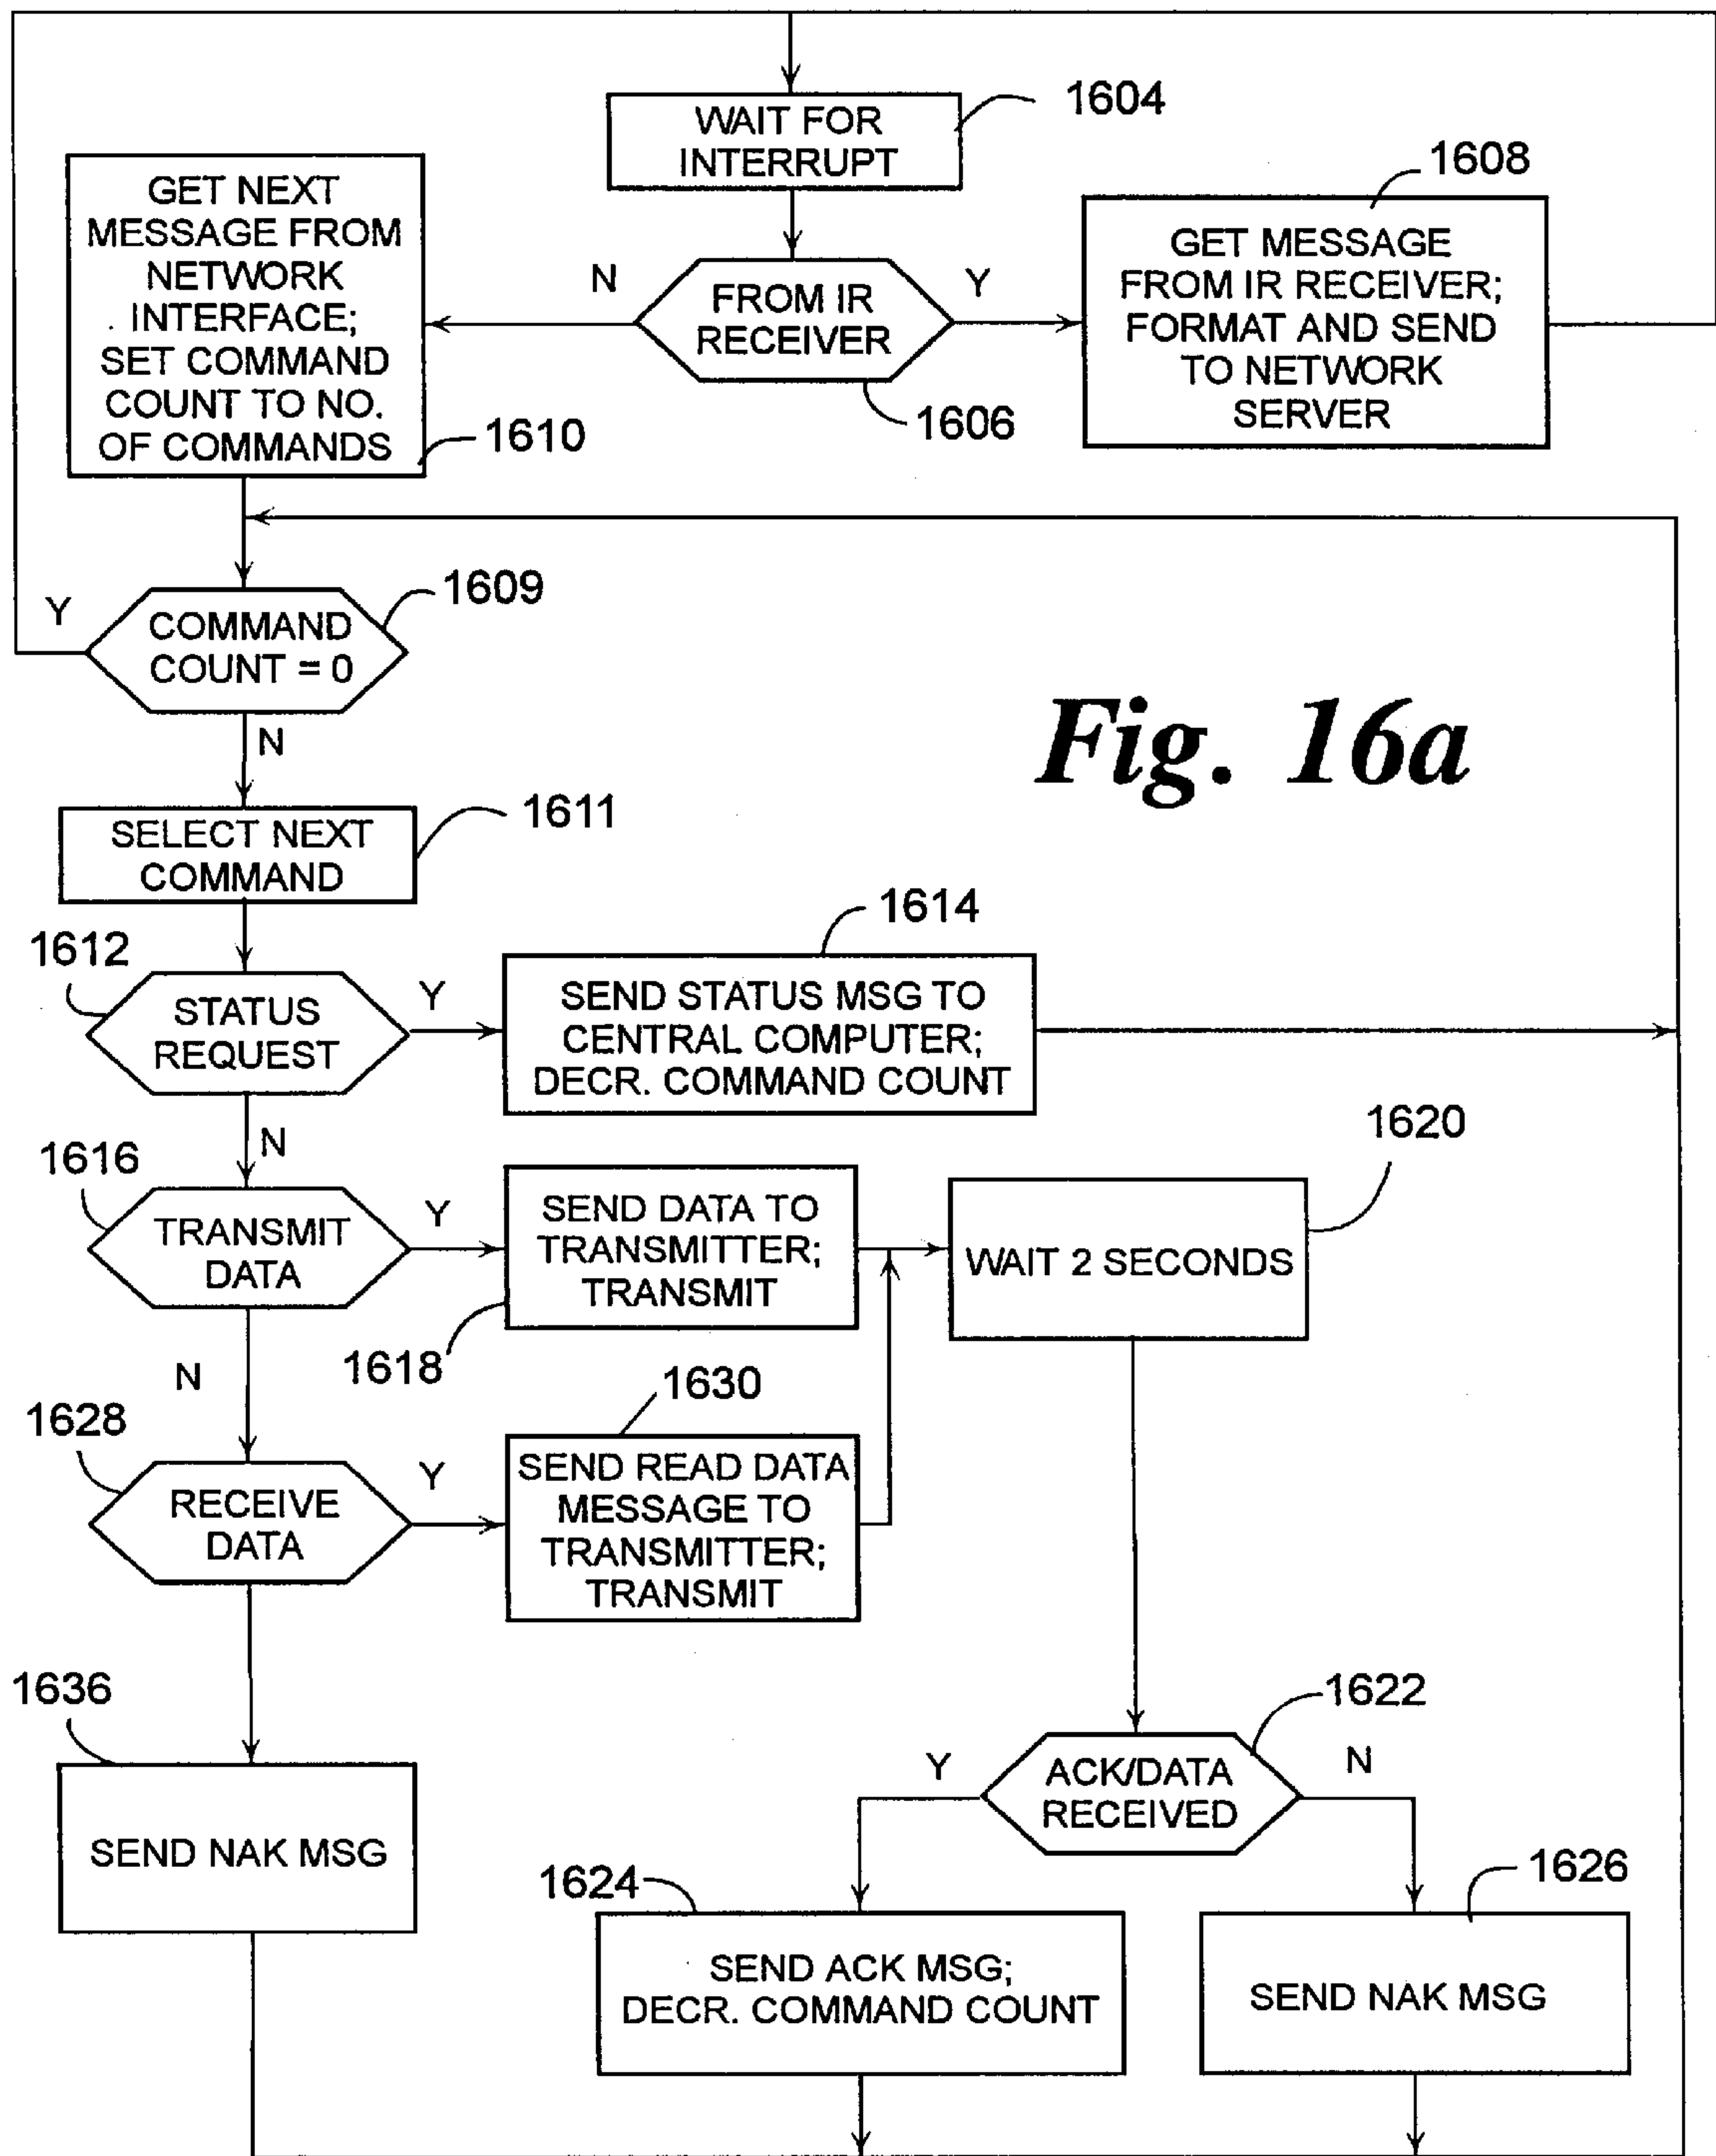 WAIT FOR
INTERRUPT
1604
GET NEXT
MESSAGE FROM
NETWORK
INTERFACE;
SET COMMAND
COUNT TO NO.
OF COMMANDS
1610
N
FROM IR
RECEIVER
Y
1606
1608
GET MESSAGE
FROM IR RECEIVER;
FORMAT AND SEND
TO NETWORK
SERVER
Y
COMMAND
COUNT = 0
1609
N
Fig. 16a
SELECT NEXT
COMMAND
1611
1612
STATUS
REQUEST
Y
1614
SEND STATUS MSG TO
CENTRAL COMPUTER;
DECR. COMMAND COUNT
N
1616
TRANSMIT
DATA
Y
SEND DATA TO
TRANSMITTER;
TRANSMIT
1618
1620
WAIT 2 SECONDS
N
1628
RECEIVE
DATA
Y
1630
SEND READ DATA
MESSAGE TO
TRANSMITTER;
TRANSMIT
1636
SEND NAK MSG
1622
Y
ACK/DATA
RECEIVED
N
1624
SEND ACK MSG;
DECR. COMMAND COUNT
1626
SEND NAK MSG